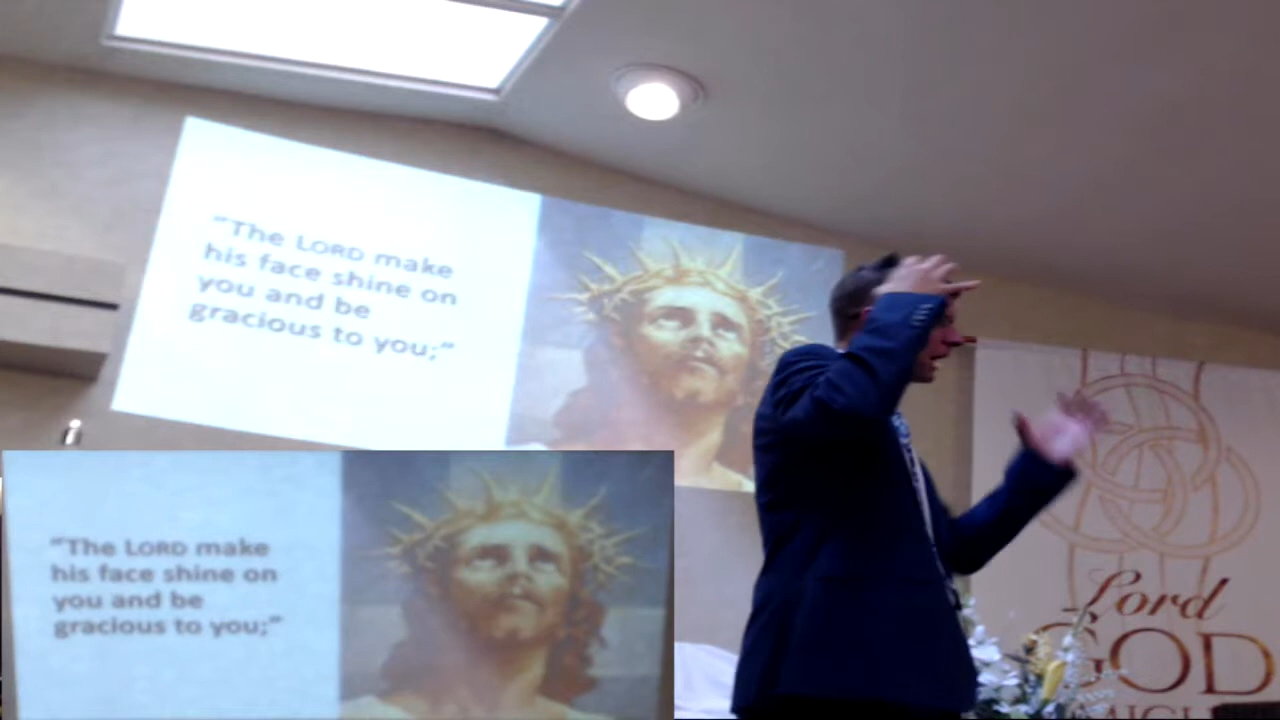 “The LORD make
his face shine on
you and be
gracious to you;”
“The LORD make
his face shine on
you and be
gracious to you;”
Lord
GOD